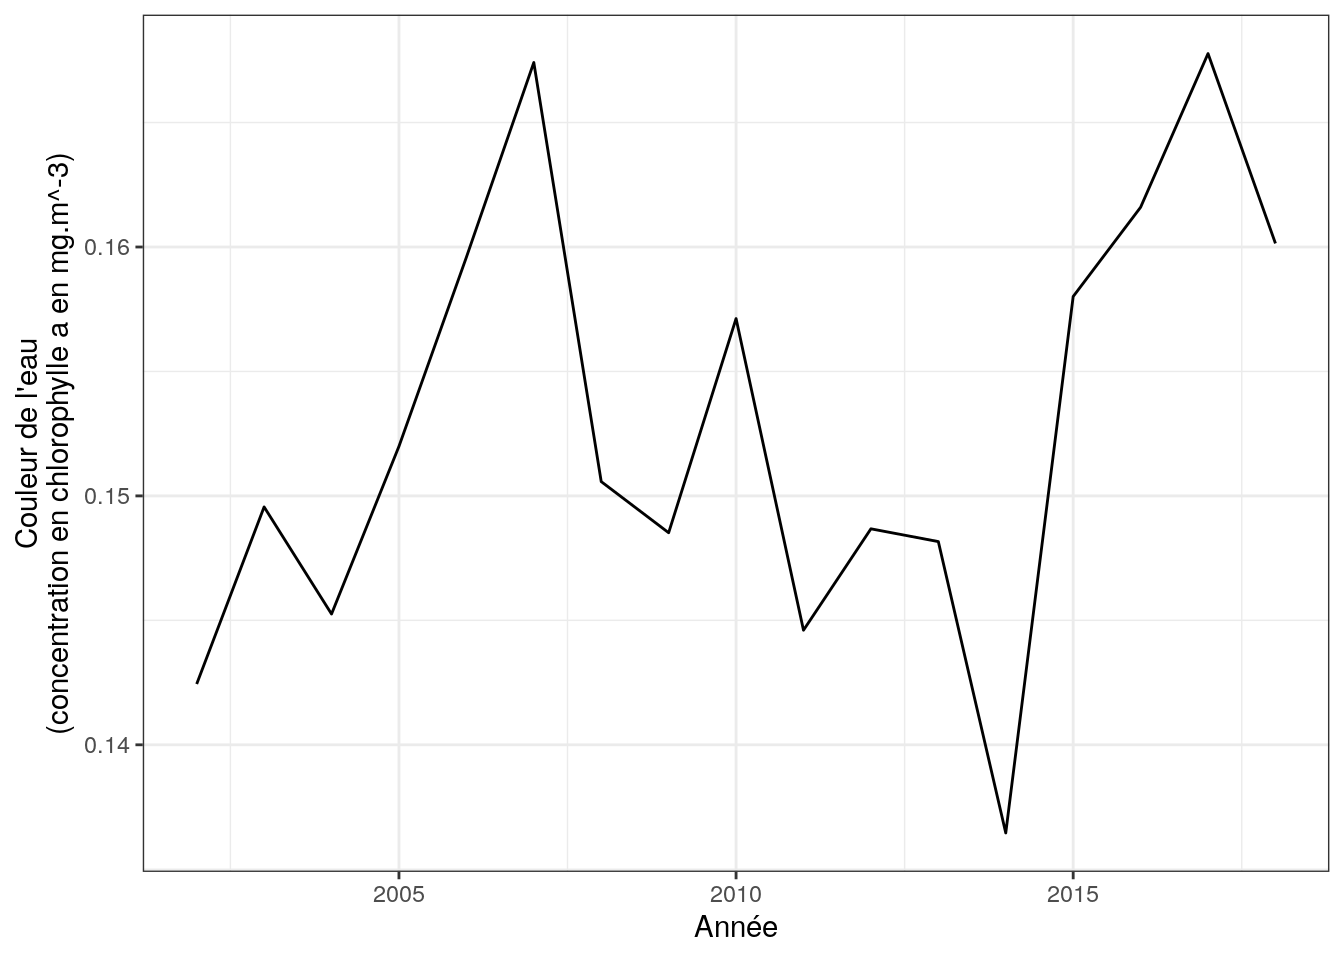 Couleur de l'eau
(concentration en chlorophylle a en mg.m^-3)
0.16
0.15
0.14
2005
2010
2015
Année